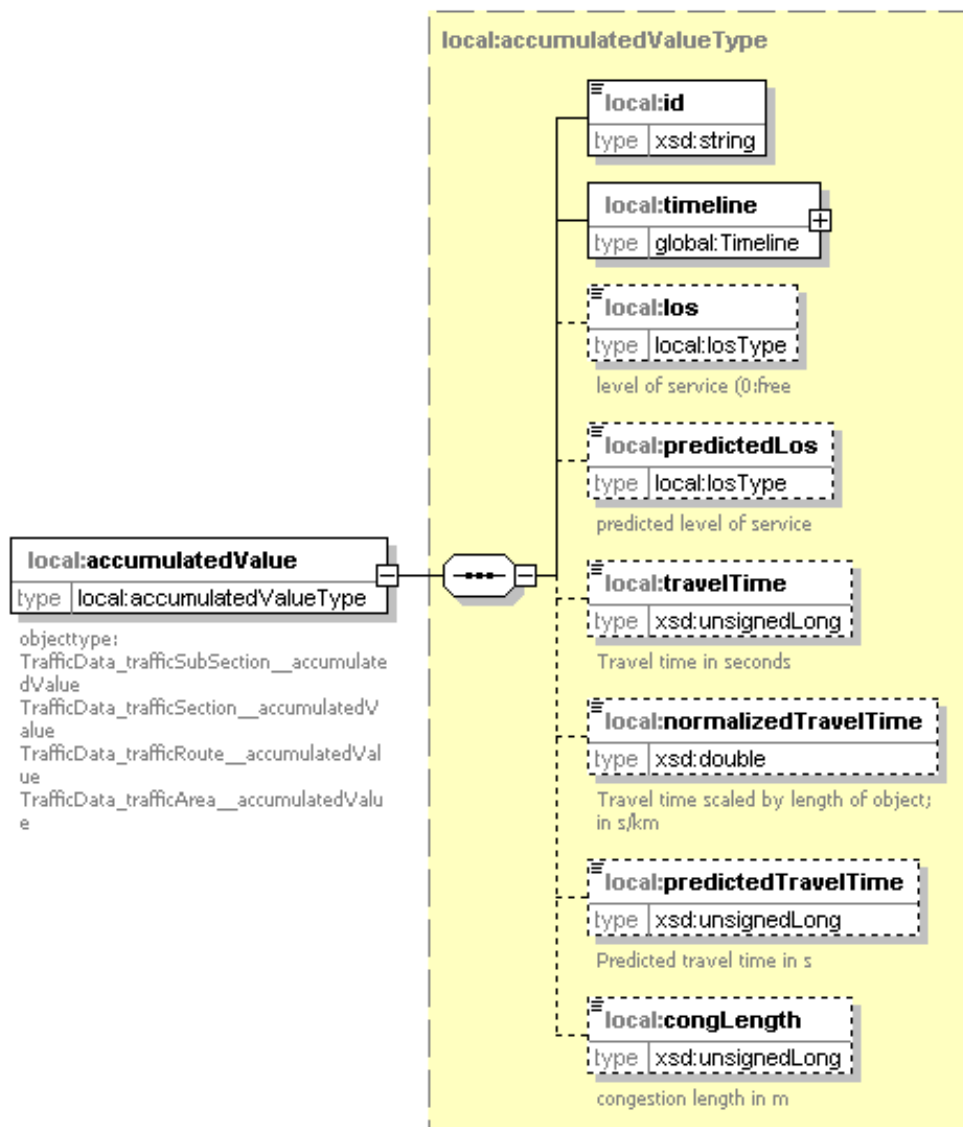 local:accumulatedValueType
local:id
type xsd:string
local:timeline
type global:Timeline
local:los
type local:losType
level of service (0:free
local:predictedLos
type local:losType
predicted level of service
local:accumulatedValue
type local:accumulatedValueType
objecttype:
TrafficData_trafficSubSection__accumulate
dValue
TrafficData_trafficSection__accumulatedV
alue
TrafficData_trafficRoute__accumulatedVal
ue
TrafficData_trafficArea__accumulatedValu
e
local:travelTime
type xsd:unsignedLong
Travel time in seconds
local:normalizedTravelTime
type xsd:double
Travel time scaled by length of object;
in s/km
local:predictedTravelTime
type xsd:unsignedLong
Predicted travel time in s
local:congLength
type xsd:unsignedLong
congestion length in m